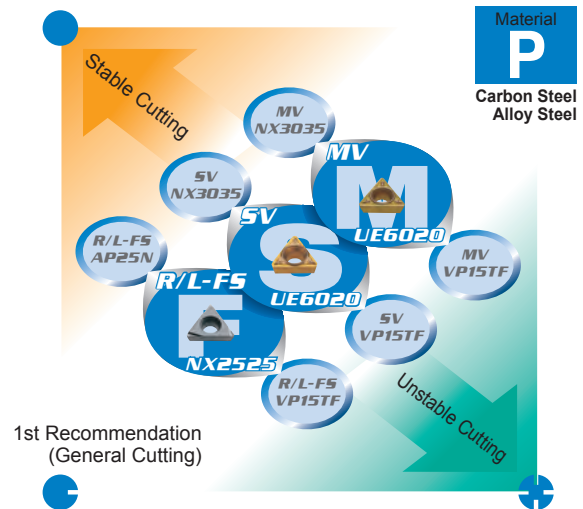 Material
P
Carbon Steel
Alloy Steel
Stable Cutting
MV
NX3035
MV
M
UE6020
SV
NX3035
SV
S
UE6020
R/L-FS
AP25N
R/L-FS
F
NX2525
MV
VP15TF
SV
VP15TF
R/L-FS
VP15TF
Unstable Cutting
1st Recommendation
(General Cutting)